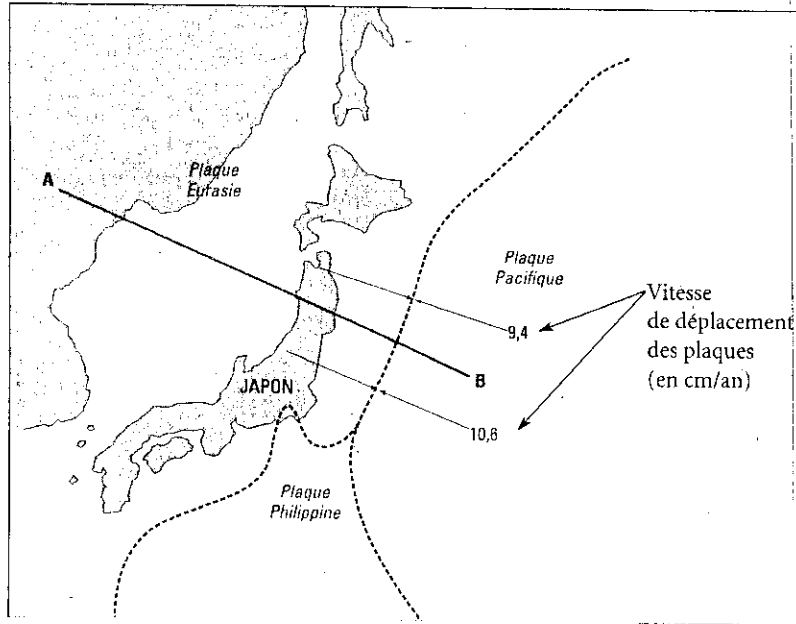 A
Plaque
Eurasie
Plaque
Pacifique
Vitesse
de déplacement
des plaques
(en cm/an)
9,4
B
JAPON
10,6
Plaque
Philippine